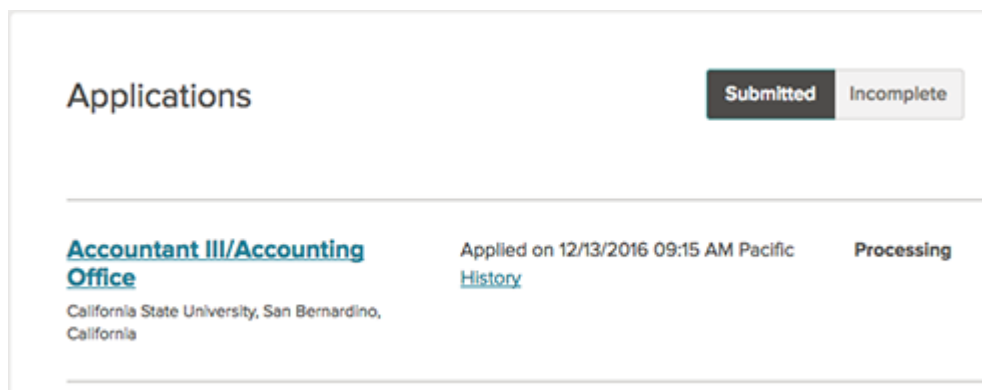 Applications
Submitted
Incomplete
Accountant III/Accounting
Office
California State University, San Bernardino,
California
Applied on 12/13/2016 09:15 AM Pacific
History
Processing